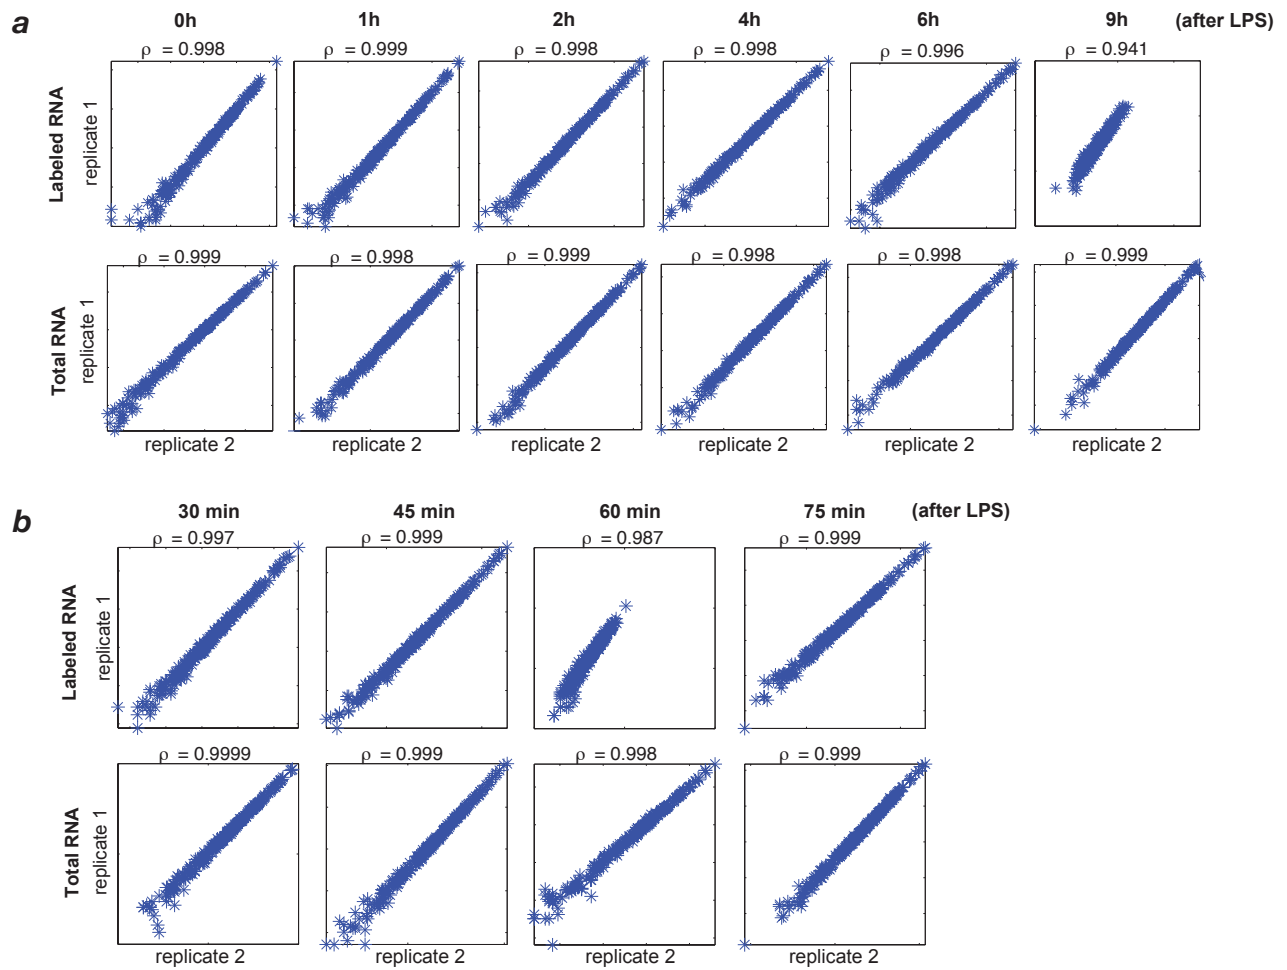 a
0h 1h 2h 4h 6h 9h (after LPS)
ρ = 0.998 ρ = 0.999 ρ = 0.998 ρ = 0.998 ρ = 0.996 ρ = 0.941
Labeled RNA
replicate 1
ρ = 0.999 ρ = 0.998 ρ = 0.999 ρ = 0.998 ρ = 0.998 ρ = 0.999
Total RNA
replicate 1
replicate 2 replicate 2 replicate 2 replicate 2 replicate 2 replicate 2
b
30 min 45 min 60 min 75 min (after LPS)
ρ = 0.997 ρ = 0.999 ρ = 0.987 ρ = 0.999
Labeled RNA
replicate 1
ρ = 0.9999 ρ = 0.999 ρ = 0.998 ρ = 0.999
Total RNA
replicate 1
replicate 2 replicate 2 replicate 2 replicate 2